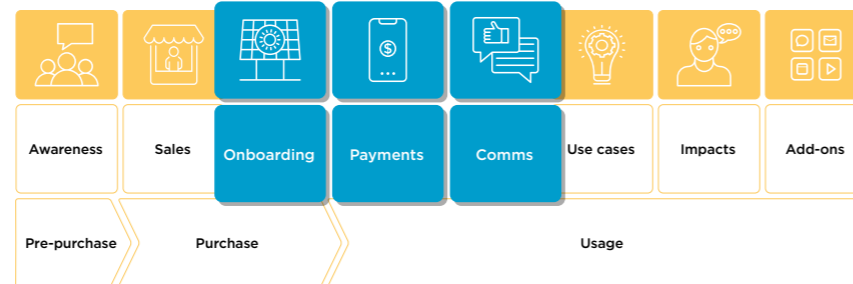 $
Awareness
Sales
Onboarding
Payments
Comms
Use cases
Impacts
Add-ons
Pre-purchase
Purchase
Usage